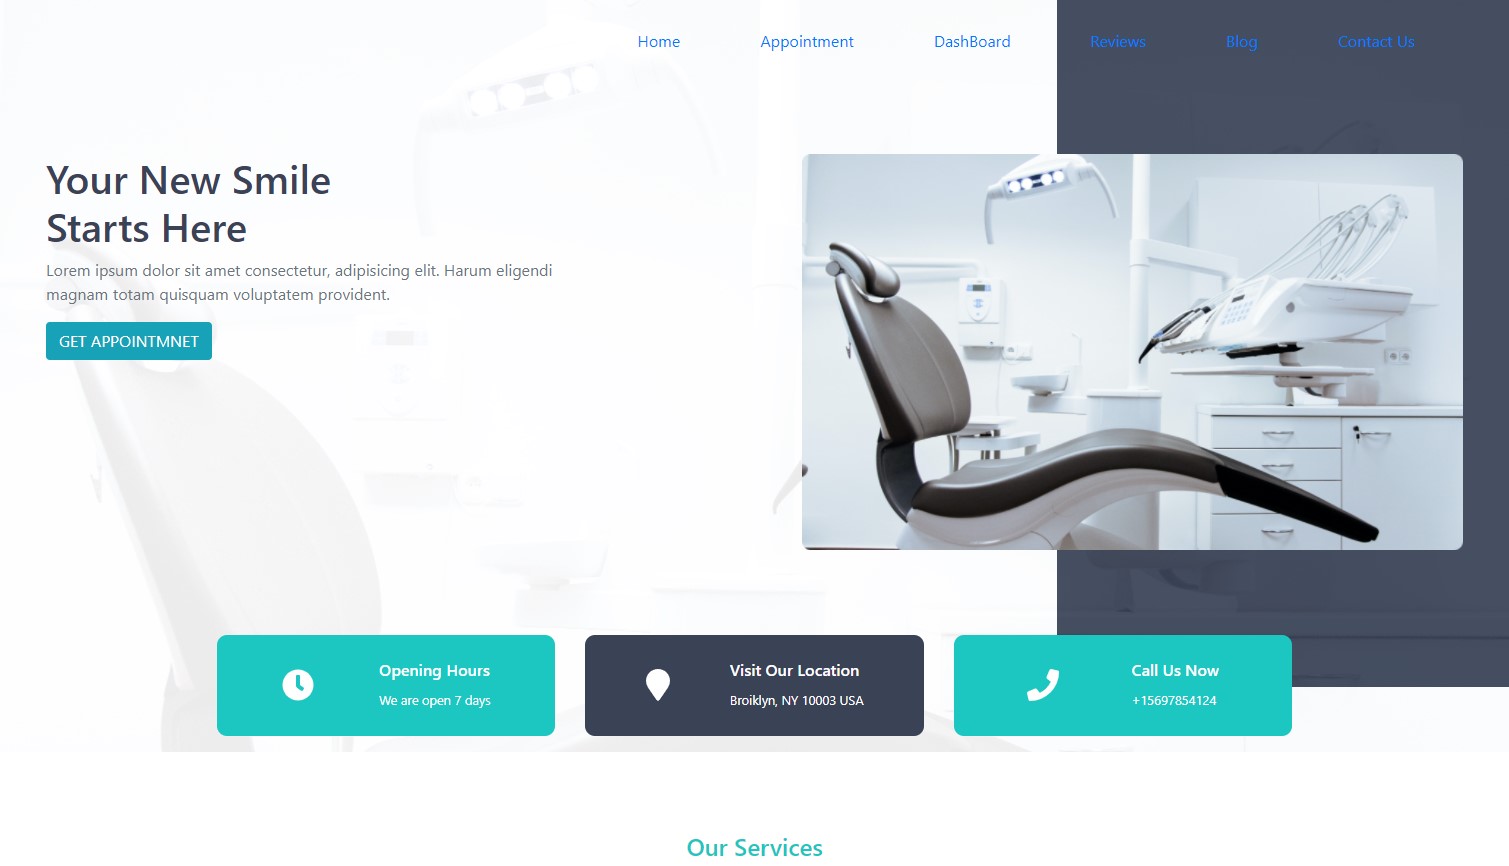 Home Appointment DashBoard Reviews Blog Contact Us
Your New Smile
Starts Here
Lorem ipsum dolor sit amet consectetur, adipisicing elit. Harum eligendi
magnam totam quisquam voluptatem provident.
GET APPOINTMNET
Opening Hours
We are open 7 days
Visit Our Location
Broiklyn, NY 10003 USA
Call Us Now
+15697854124
Our Services